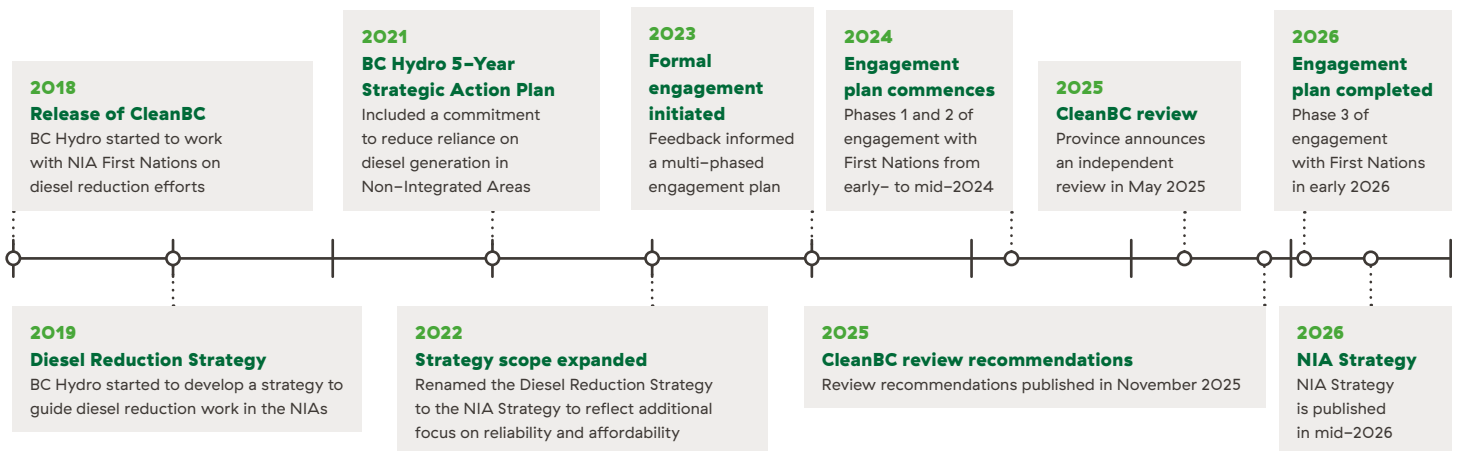 2018
Release of CleanBC
BC Hydro started to work
with NIA First Nations on
diesel reduction efforts
2021
BC Hydro 5-Year
Strategic Action Plan
Included a commitment
to reduce reliance on
diesel generation in
Non-Integrated Areas
2023
Formal
engagement
initiated
Feedback informed
a multi-phased
engagement plan
2024
Engagement
plan commences
Phases 1 and 2 of
engagement with
First Nations from
early- to mid-2024
2025
CleanBC review
Province announces
an independent
review in May 2025
2026
Engagement
plan completed
Phase 3 of
engagement
with First Nations
in early 2026
2019
Diesel Reduction Strategy
BC Hydro started to develop a strategy to
guide diesel reduction work in the NIAs
2022
Strategy scope expanded
Renamed the Diesel Reduction Strategy
to the NIA Strategy to reflect additional
focus on reliability and affordability
2025
CleanBC review recommendations
Review recommendations published in November 2025
2026
NIA Strategy
NIA Strategy
is published
in mid-2026